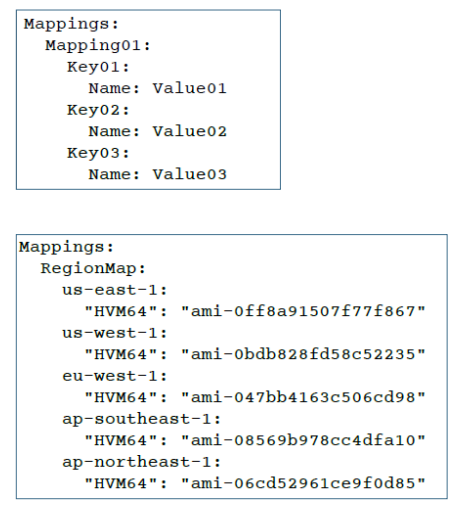 Mappings:
  Mapping01:
    Key01:
      Name: Value01
    Key02:
      Name: Value02
    Key03:
      Name: Value03
Mappings:
  RegionMap:
    us-east-1:
      "HVM64": "ami-0ff8a91507f77f867"
    us-west-1:
      "HVM64": "ami-0bdb828fd58c52235"
    eu-west-1:
      "HVM64": "ami-047bb4163c506cd98"
    ap-southeast-1:
      "HVM64": "ami-08569b978cc4dfa10"
    ap-northeast-1:
      "HVM64": "ami-06cd52961ce9f0d85"